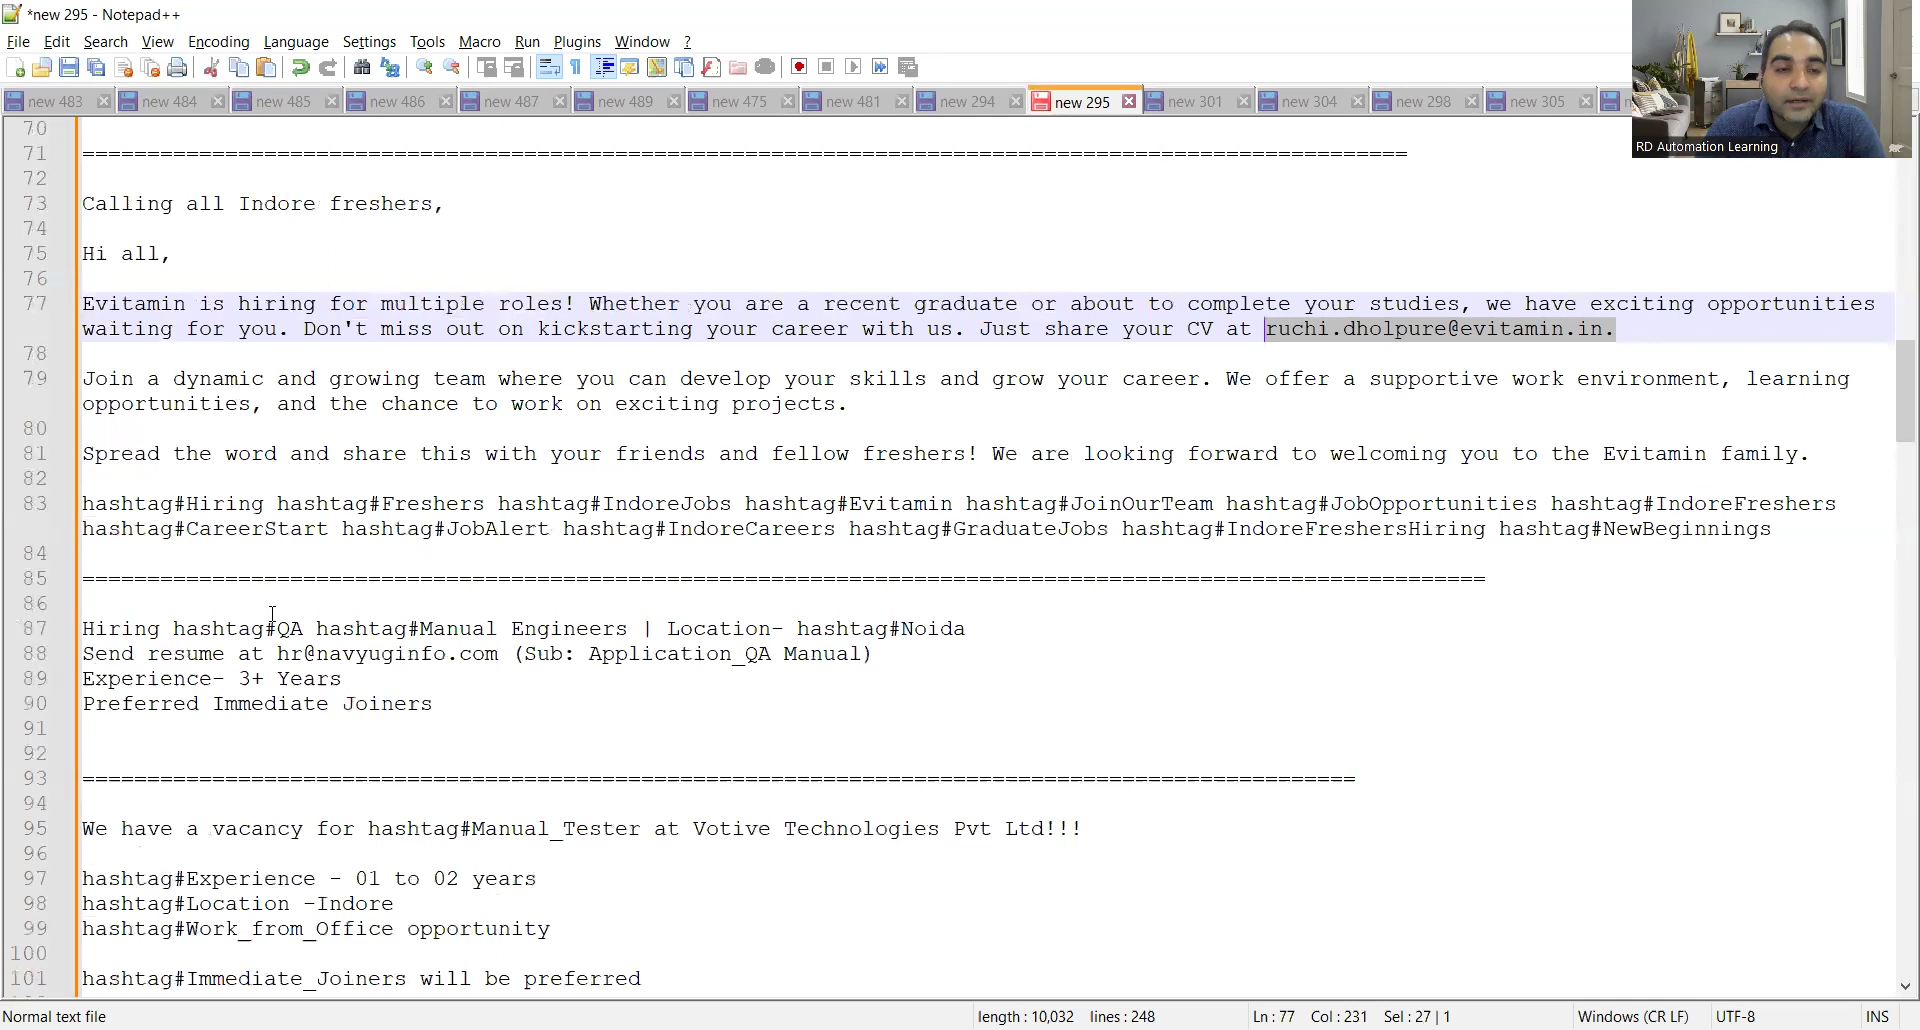 *new 295 - Notepad++
File Edit Search View Encoding Language Settings Tools Macro Run Plugins Window ?
new 483 new 484 new 485 new 486 new 487 new 489 new 475 new 481 new 294 new 295 new 301 new 304 new 298 new 305
RD Automation Learning
70
71 ======================================================================================================
72
73 Calling all Indore freshers,
74
75 Hi all,
76
77 Evitamin is hiring for multiple roles! Whether you are a recent graduate or about to complete your studies, we have exciting opportunities
waiting for you. Don't miss out on kickstarting your career with us. Just share your CV at ruchi.dholpure@evitamin.in.
78
79 Join a dynamic and growing team where you can develop your skills and grow your career. We offer a supportive work environment, learning
opportunities, and the chance to work on exciting projects.
80
81 Spread the word and share this with your friends and fellow freshers! We are looking forward to welcoming you to the Evitamin family.
82
83 hashtag#Hiring hashtag#Freshers hashtag#IndoreJobs hashtag#Evitamin hashtag#JoinOurTeam hashtag#JobOpportunities hashtag#IndoreFreshers
hashtag#CareerStart hashtag#JobAlert hashtag#IndoreCareers hashtag#GraduateJobs hashtag#IndoreFreshersHiring hashtag#NewBeginnings
84
85 ============================================================================================================
86
87 Hiring hashtag#QA hashtag#Manual Engineers | Location- hashtag#Noida
88 Send resume at hr@navyuginfo.com (Sub: Application_QA Manual)
89 Experience- 3+ Years
90 Preferred Immediate Joiners
91
92
93 ==================================================================================================
94
95 We have a vacancy for hashtag#Manual_Tester at Votive Technologies Pvt Ltd!!!
96
97 hashtag#Experience - 01 to 02 years
98 hashtag#Location -Indore
99 hashtag#Work_from_Office opportunity
100
101 hashtag#Immediate_Joiners will be preferred
Normal text file length : 10,032 lines : 248 Ln : 77 Col : 231 Sel : 27 | 1 Windows (CR LF) UTF-8 INS